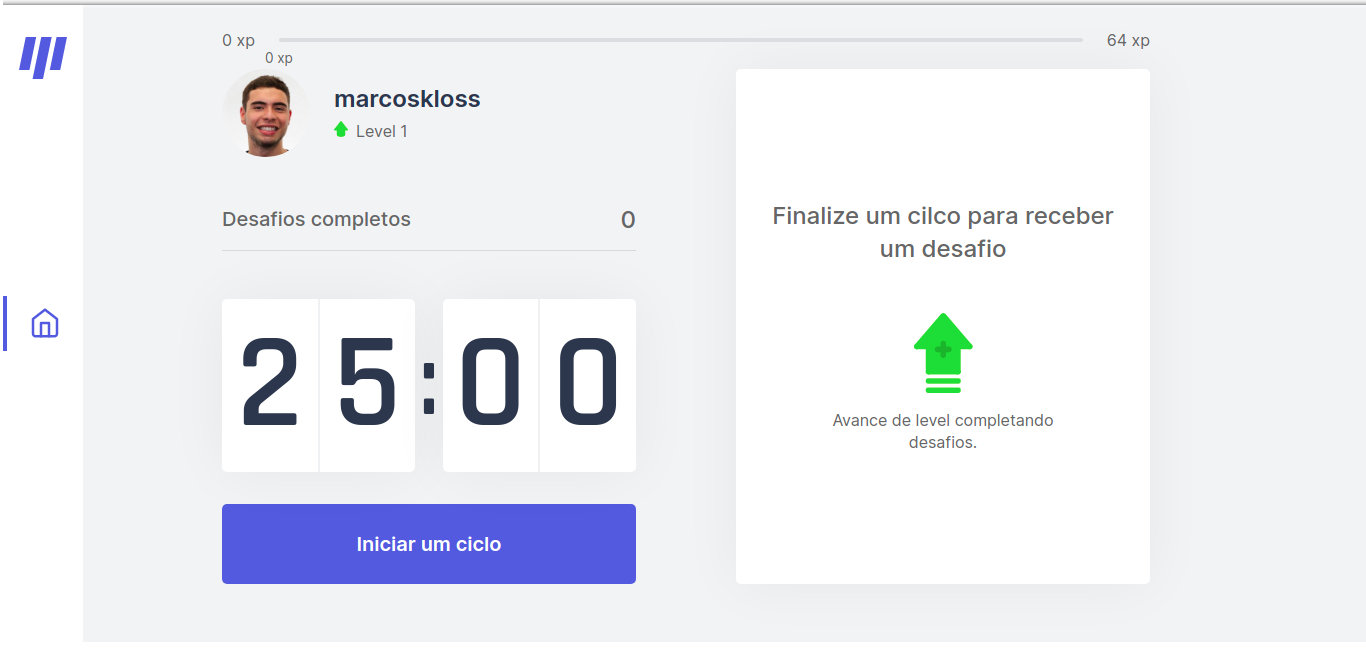 0 xp
64 xp
0 xp
marcoskloss
Level 1
Desafios completos
0
25:00
Iniciar um ciclo
Finalize um cilco para receber
um desafio
Avance de level completando
desafios.